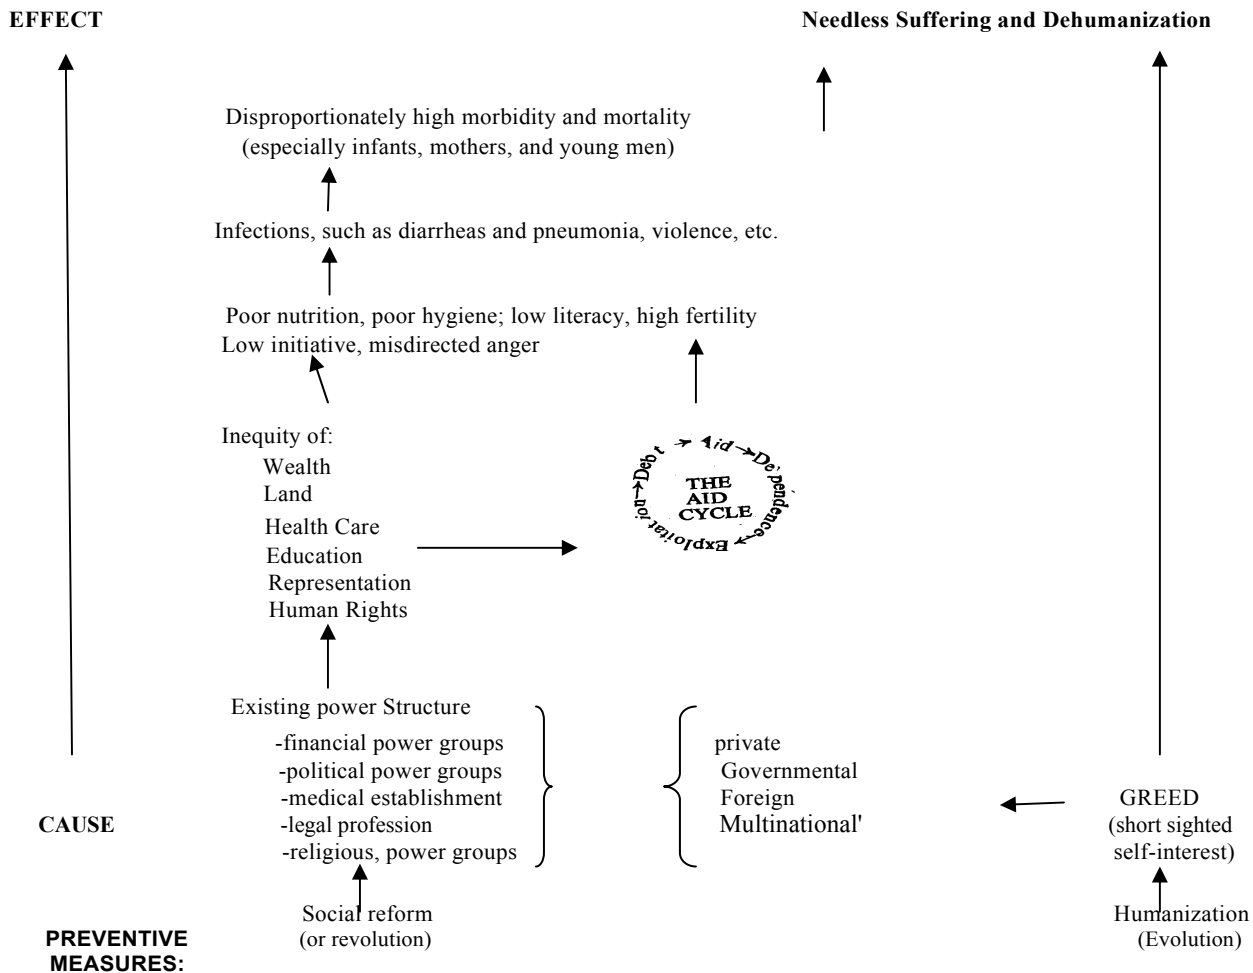 EFFECT
Needless Suffering and Dehumanization
Disproportionately high morbidity and mortality
(especially infants, mothers, and young men)
Infections, such as diarrheas and pneumonia, violence, etc.
Poor nutrition, poor hygiene; low literacy, high fertility
Low initiative, misdirected anger
Inequity of:
Wealth
Land
Health Care
Education
Representation
Human Rights
Debt → Aid → Dependence → Exploitation →
THE
AID
CYCLE
Existing power Structure
-financial power groups
-political power groups
-medical establishment
-legal profession
-religious, power groups
private
Governmental
Foreign
Multinational'
GREED
(short sighted
self-interest)
CAUSE
Social reform
(or revolution)
Humanization
(Evolution)
PREVENTIVE
MEASURES: